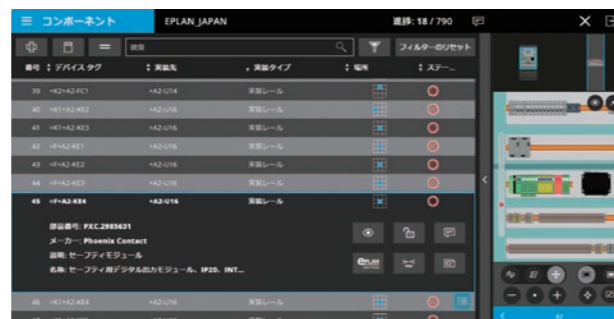 コンポーネント
EPLAN_JAPAN
進捗: 18 / 790
検索
フィルターのリセット
番号 デバイス タグ 実装先 実装タイプ 場所 ステー...
39 =K2+A2-FC1 +A2-U14 実装レール
40 =K1+A2-KE2 +A2-U16 実装レール
41 =K1+A2-KE3 +A2-U16 実装レール
42 =F+A2-KE1 +A2-U16 実装レール
43 =F+A2-KE2 +A2-U16 実装レール
44 =F+A2-KE3 +A2-U16 実装レール
45 =F+A2-KE4 +A2-U16 実装レール
部品番号: PXC.2985631
メーカー: Phoenix Contact
説明: セーフティモジュール
名称: セーフティ用デジタル出力モジュール、IP20、INT...
EPLAN
46 =K1+A2-KE4 +A2-U16 実装レール
A2